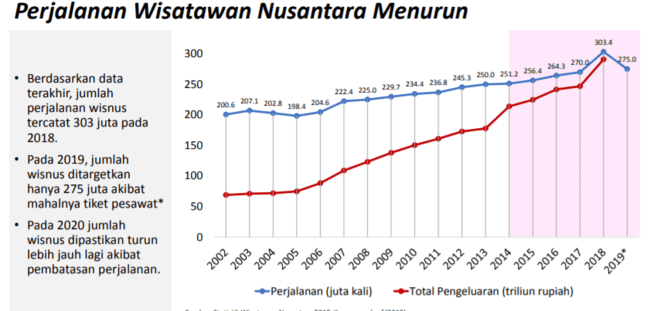 Perjalanan Wisatawan Nusantara Menurun
• Berdasarkan data
terakhir, jumlah
perjalanan wisnus
tercatat 303 juta pada
2018.
• Pada 2019, jumlah
wisnus ditargetkan
hanya 275 juta akibat
mahalnya tiket pesawat*
• Pada 2020 jumlah
wisnus dipastikan turun
lebih jauh lagi akibat
pembatasan perjalanan.
300
250
200
150
100
50
0
200.6 207.1 202.8 198.4 204.6 222.4 225.0 229.7 234.4 236.8 245.3 250.0 251.2 256.4 264.3 270.0 303.4 275.0
2002 2003 2004 2005 2006 2007 2008 2009 2010 2011 2012 2013 2014 2015 2016 2017 2018 2019*
Perjalanan (juta kali) Total Pengeluaran (triliun rupiah)